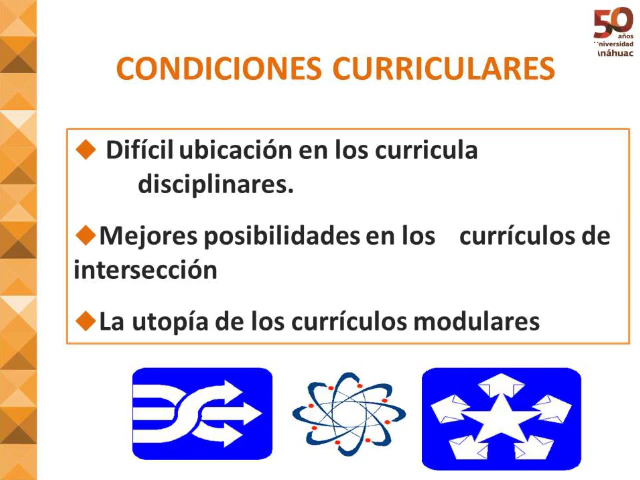 50
años
Universidad
Anáhuac
CONDICIONES CURRICULARES
Difícil ubicación en los curricula
disciplinares.
Mejores posibilidades en los currículos de
intersección
La utopía de los currículos modulares